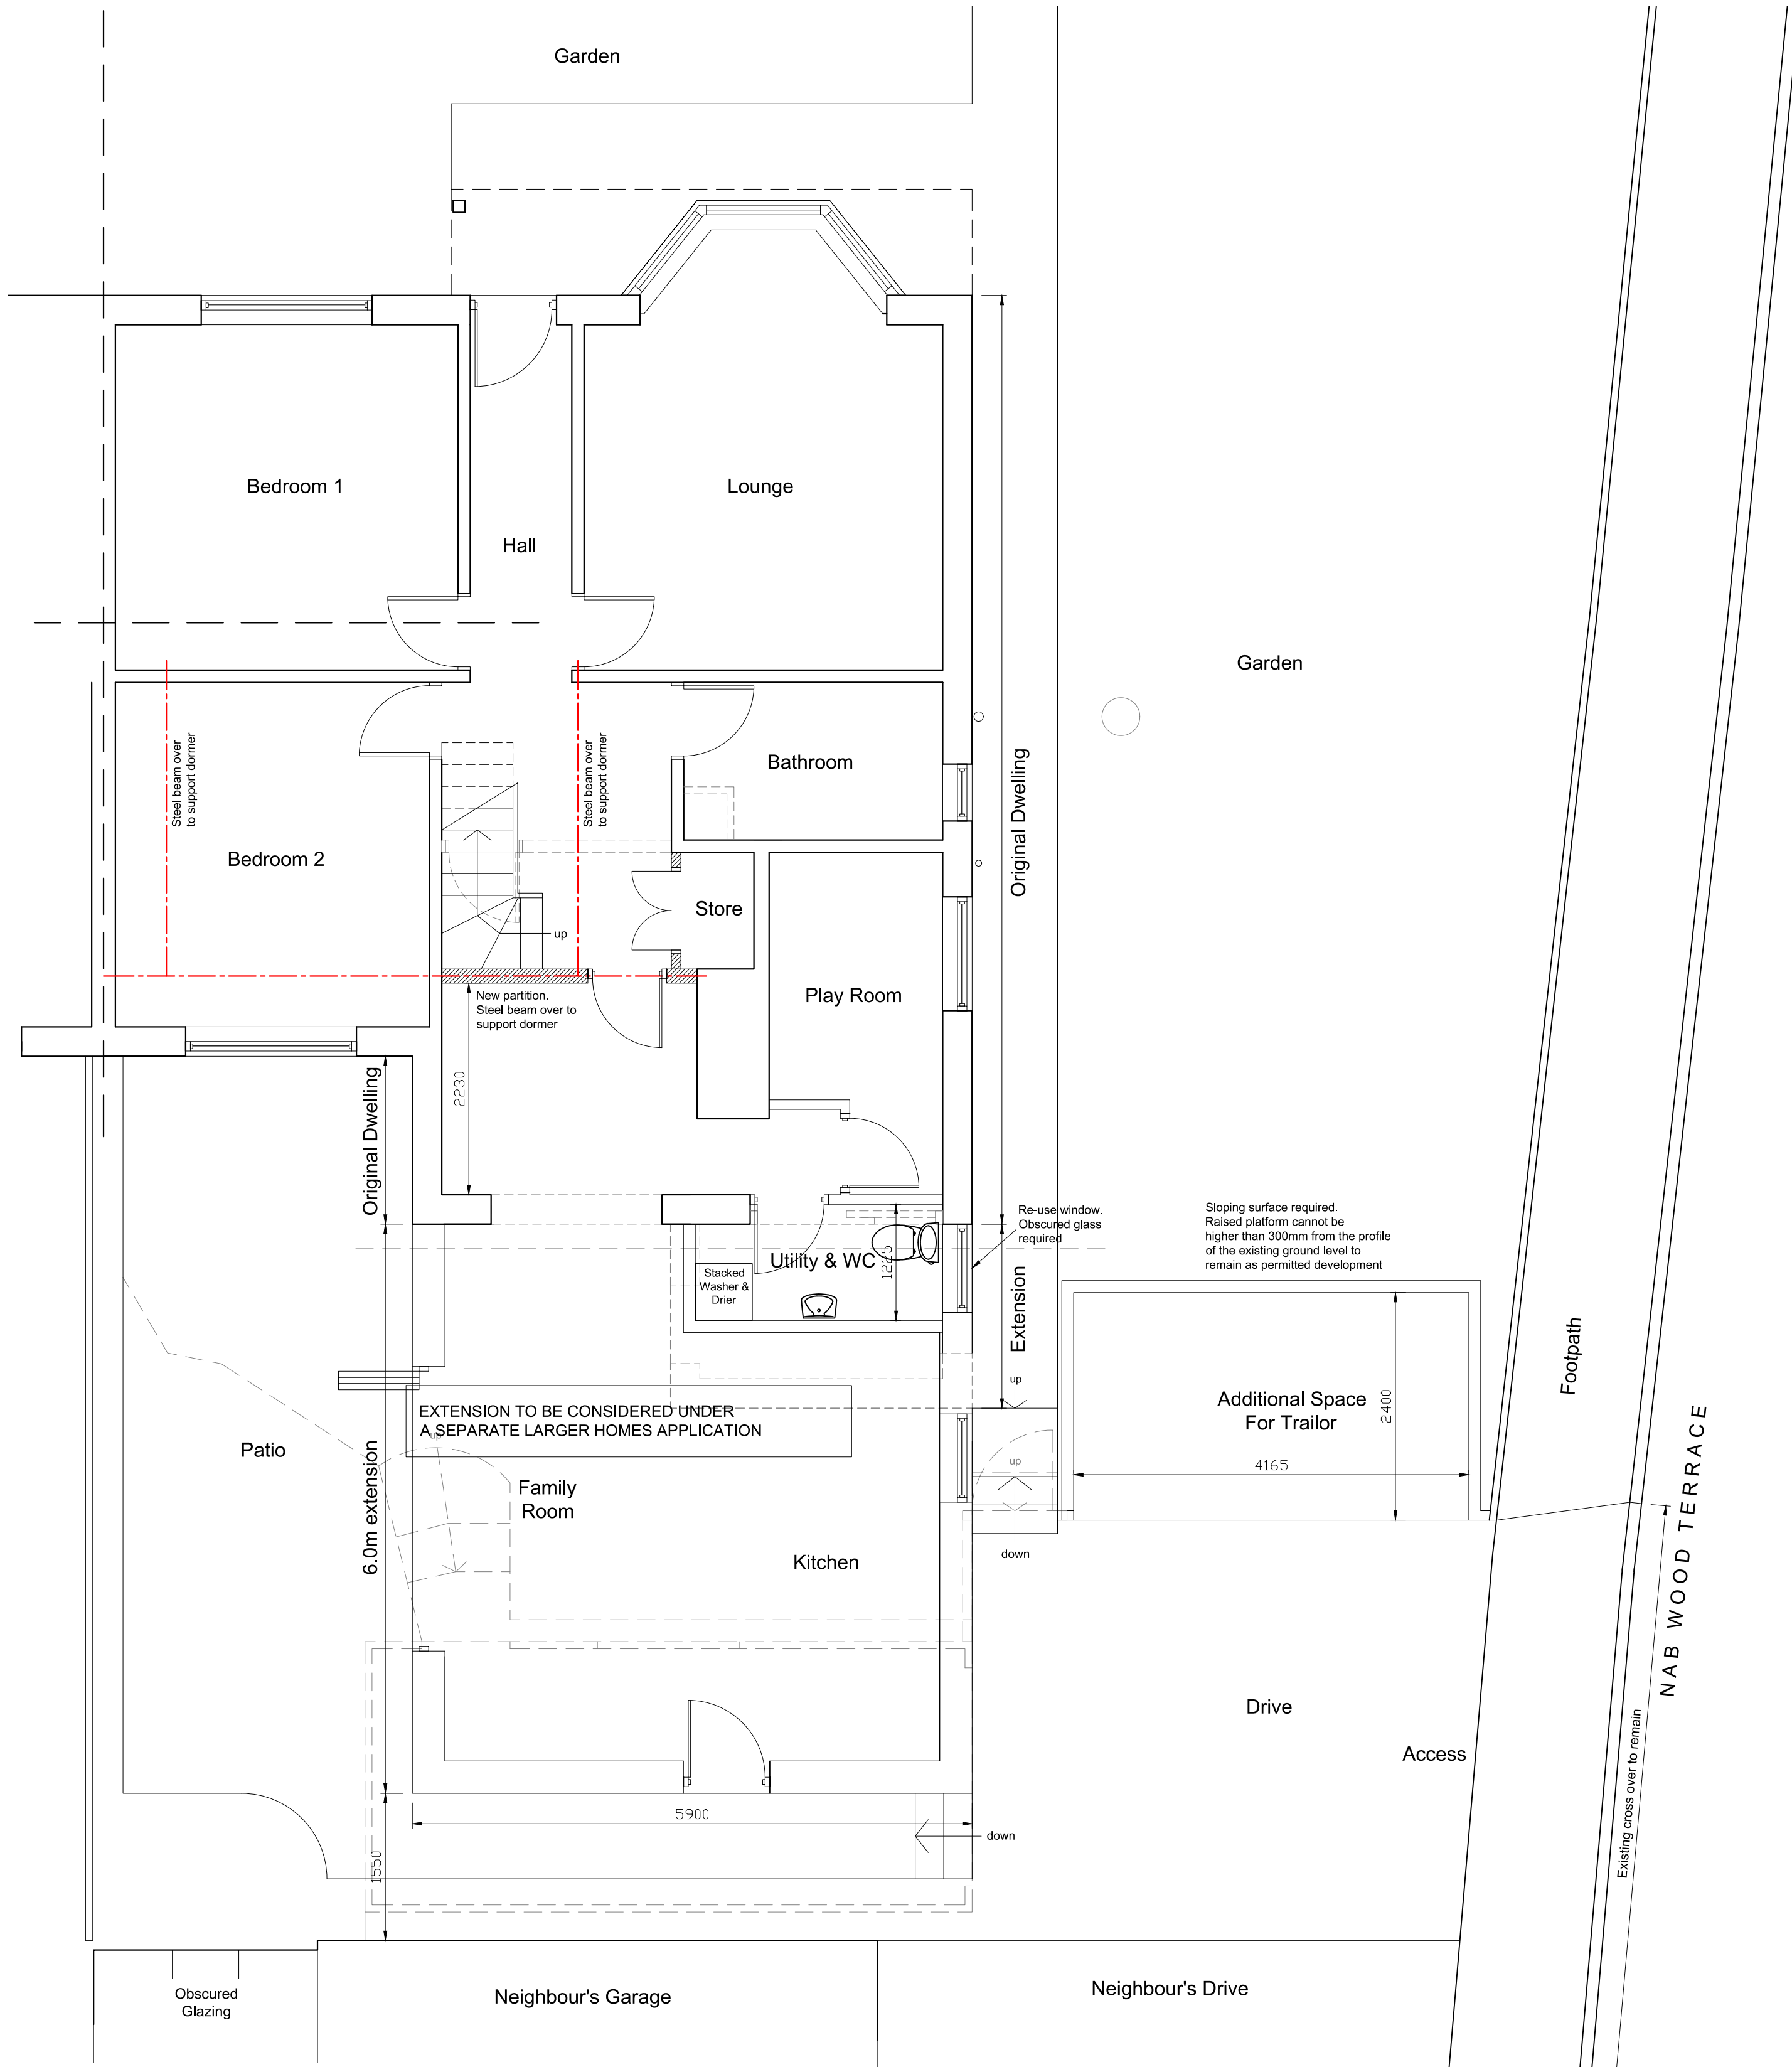 Garden
Bedroom 1
Lounge
Hall
Garden
Steel beam over
to support dormer
Steel beam over
to support dormer
Bathroom
Original Dwelling
Bedroom 2
Store
up
Play Room
New partition.
Steel beam over to
support dormer
2230
Original Dwelling
Re-use window.
Obscured glass
required
Sloping surface required.
Raised platform cannot be
higher than 300mm from the profile
of the existing ground level to
remain as permitted development
Utility & WC
1225
Stacked
Washer &
Drier
Extension
Footpath
up
Additional Space
For Trailor
2400
4165
EXTENSION TO BE CONSIDERED UNDER
A SEPARATE LARGER HOMES APPLICATION
up
Patio
6.0m extension
Family
Room
up
down
Kitchen
NAB WOOD TERRACE
Drive
Access
Existing cross over to remain
5900
down
1550
Obscured
Glazing
Neighbour's Garage
Neighbour's Drive